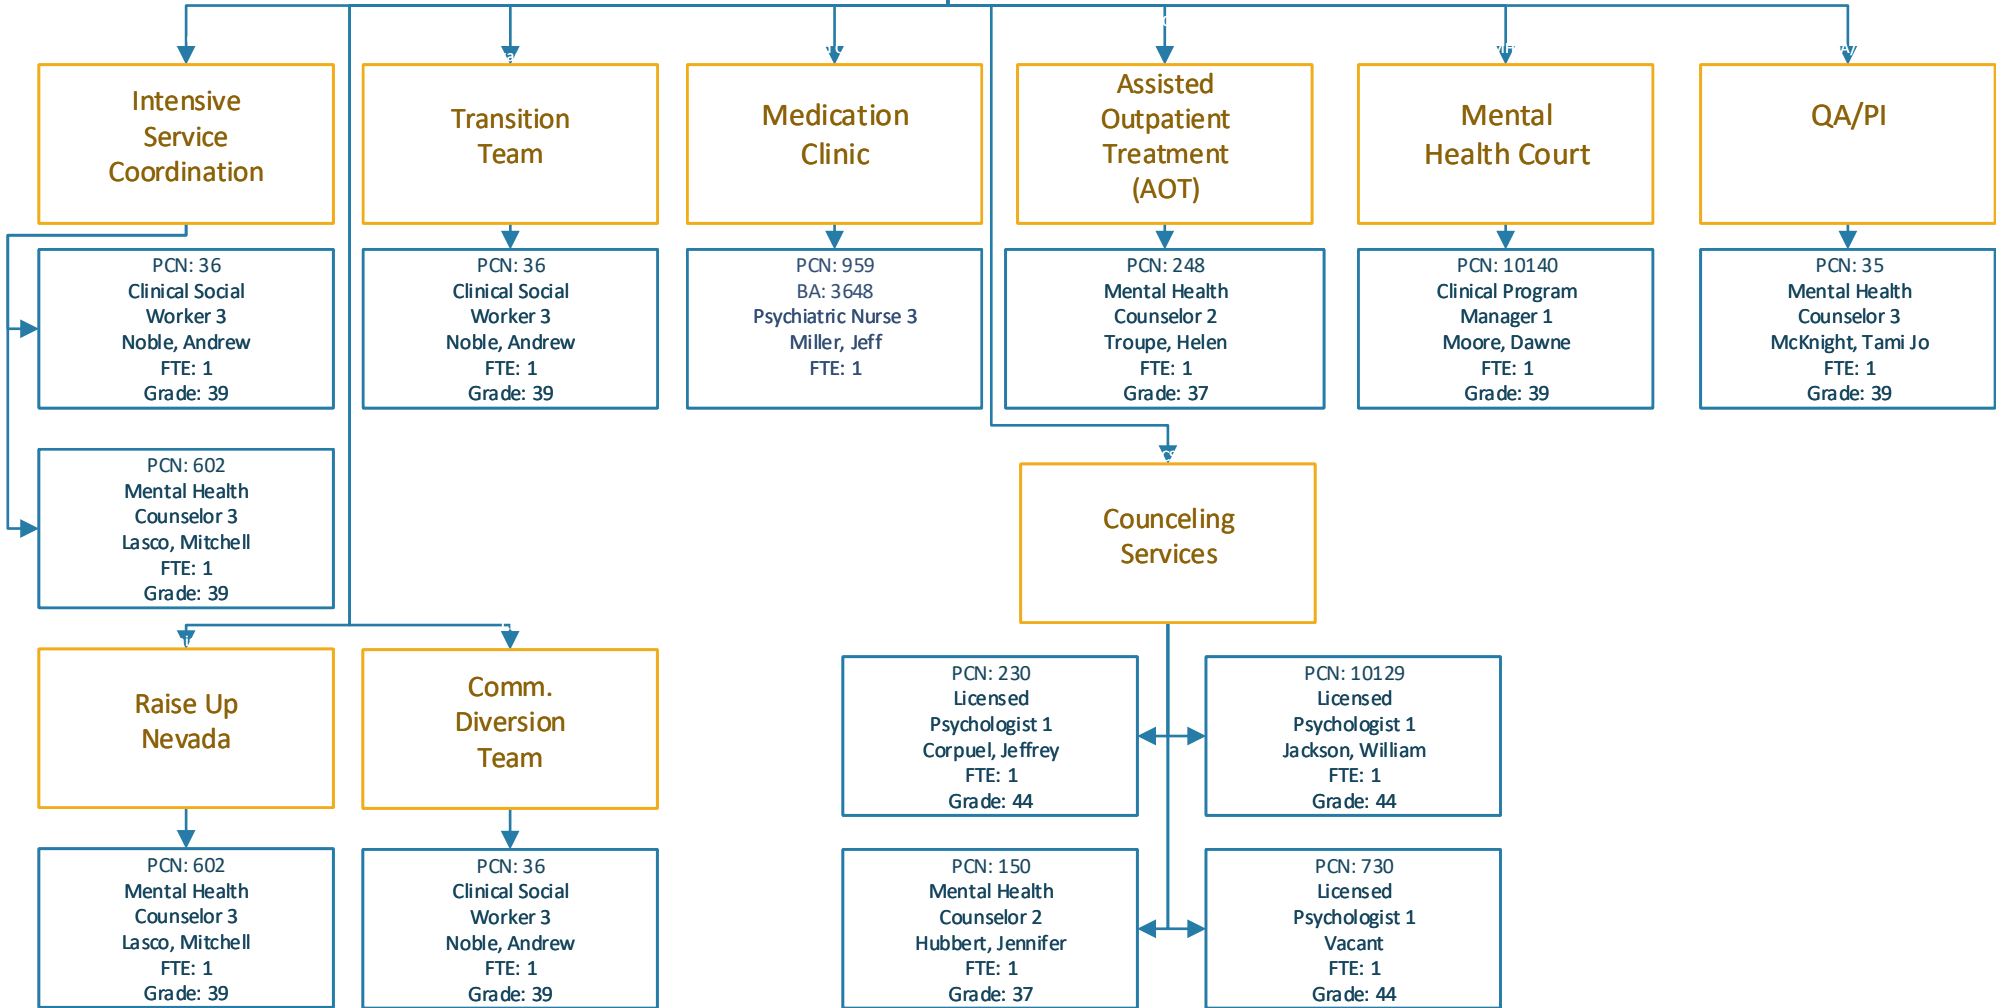 Intensive
Service
Coordination
Transition
Team
Medication
Clinic
Assisted
Outpatient
Treatment
(AOT)
Mental
Health Court
QA/PI
PCN: 36
Clinical Social
Worker 3
Noble, Andrew
FTE: 1
Grade: 39
PCN: 36
Clinical Social
Worker 3
Noble, Andrew
FTE: 1
Grade: 39
PCN: 959
BA: 3648
Psychiatric Nurse 3
Miller, Jeff
FTE: 1
PCN: 248
Mental Health
Counselor 2
Troupe, Helen
FTE: 1
Grade: 37
PCN: 10140
Clinical Program
Manager 1
Moore, Dawne
FTE: 1
Grade: 39
PCN: 35
Mental Health
Counselor 3
McKnight, Tami Jo
FTE: 1
Grade: 39
PCN: 602
Mental Health
Counselor 3
Lasco, Mitchell
FTE: 1
Grade: 39
Counceling
Services
Raise Up
Nevada
Comm.
Diversion
Team
PCN: 230
Licensed
Psychologist 1
Corpuel, Jeffrey
FTE: 1
Grade: 44
PCN: 10129
Licensed
Psychologist 1
Jackson, William
FTE: 1
Grade: 44
PCN: 602
Mental Health
Counselor 3
Lasco, Mitchell
FTE: 1
Grade: 39
PCN: 36
Clinical Social
Worker 3
Noble, Andrew
FTE: 1
Grade: 39
PCN: 150
Mental Health
Counselor 2
Hubbert, Jennifer
FTE: 1
Grade: 37
PCN: 730
Licensed
Psychologist 1
Vacant
FTE: 1
Grade: 44